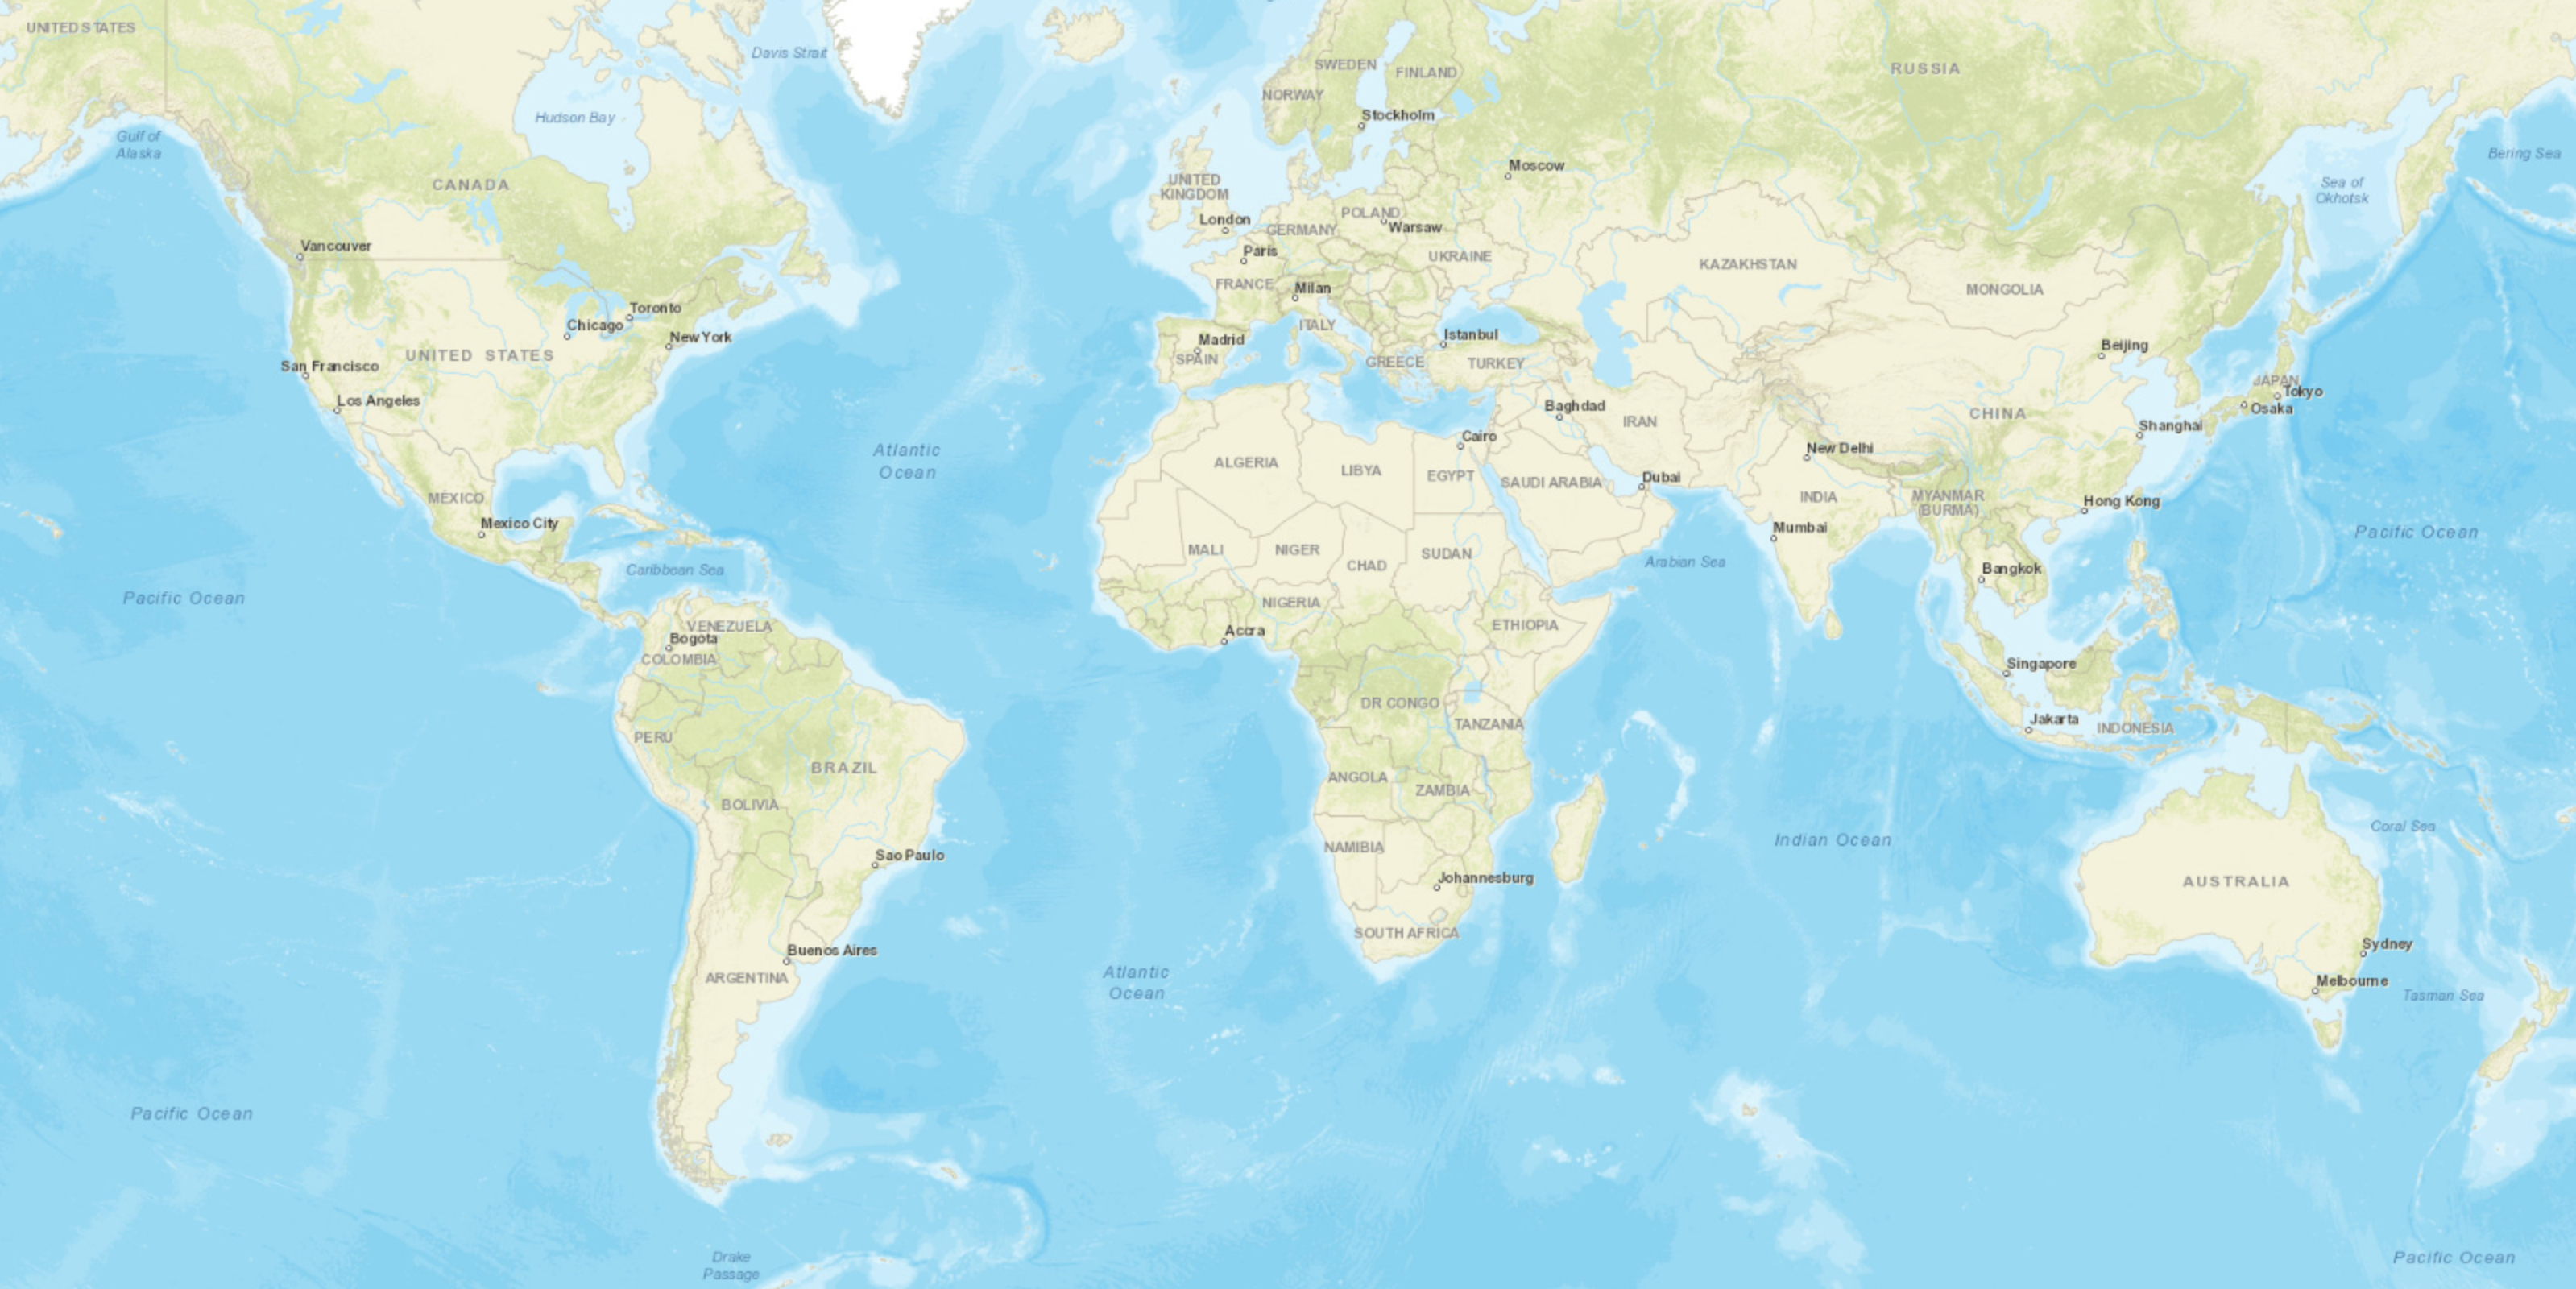 UNITED STATES
Davis Strait
SWEDEN
FINLAND
RUSSIA
NORWAY
Hudson Bay
Stockholm
Gulf of
Alaska
Bering Sea
Moscow
CANADA
UNITED
KINGDOM
Sea of
Okhotsk
London
POLAND
Warsaw
GERMANY
Vancouver
Paris
UKRAINE
KAZAKHSTAN
FRANCE
Milan
MONGOLIA
Toronto
Chicago
New York
ITALY
Istanbul
Madrid
SPAIN
GREECE
TURKEY
Beijing
UNITED STATES
San Francisco
Los Angeles
JAPAN
Tokyo
Osaka
Baghdad
IRAN
CHINA
Shanghai
Cairo
Atlantic
Ocean
New Delhi
ALGERIA
LIBYA
EGYPT
SAUDI ARABIA
Dubai
MÉXICO
INDIA
MYANMAR
(BURMA)
Hong Kong
Mexico City
Mumbai
Pacific Ocean
MALI
NIGER
CHAD
SUDAN
Arabian Sea
Caribbean Sea
Bangkok
Pacific Ocean
NIGERIA
VENEZUELA
Bogota
COLOMBIA
Accra
ETHIOPIA
Singapore
DR CONGO
TANZANIA
Jakarta
INDONESIA
PERU
BRAZIL
ANGOLA
ZAMBIA
BOLIVIA
Coral Sea
Indian Ocean
NAMIBIA
Sao Paulo
Johannesburg
AUSTRALIA
SOUTH AFRICA
Sydney
Buenos Aires
ARGENTINA
Atlantic
Ocean
Melbourne
Tasman Sea
Pacific Ocean
Drake
Passage
Pacific Ocean